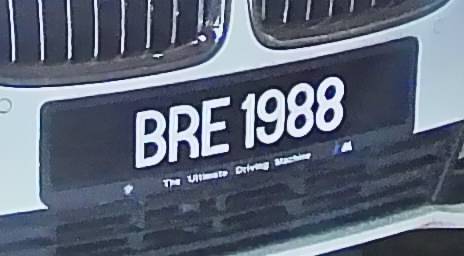 BRE 1988
The Ultimate Driving Machine